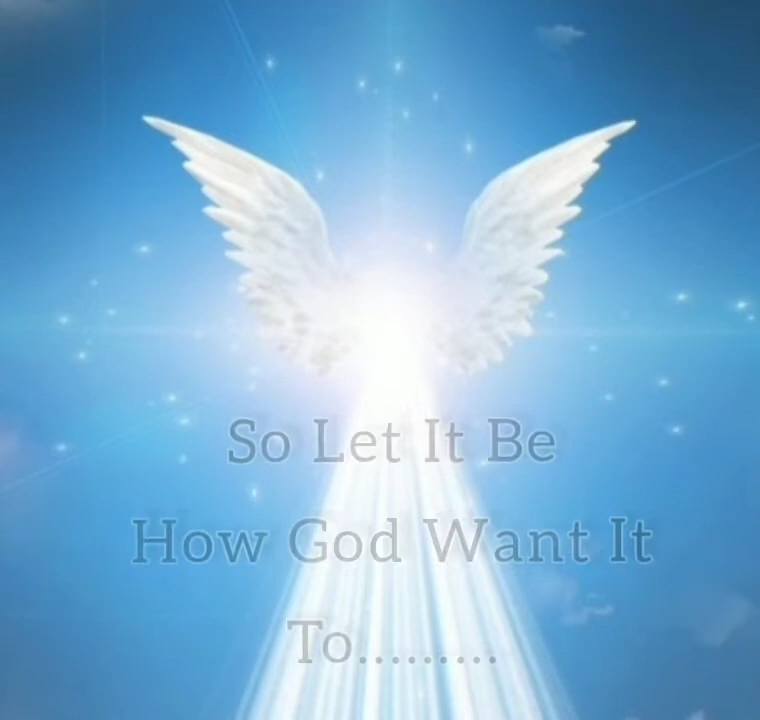 So Let It Be
How God Want It
To.........